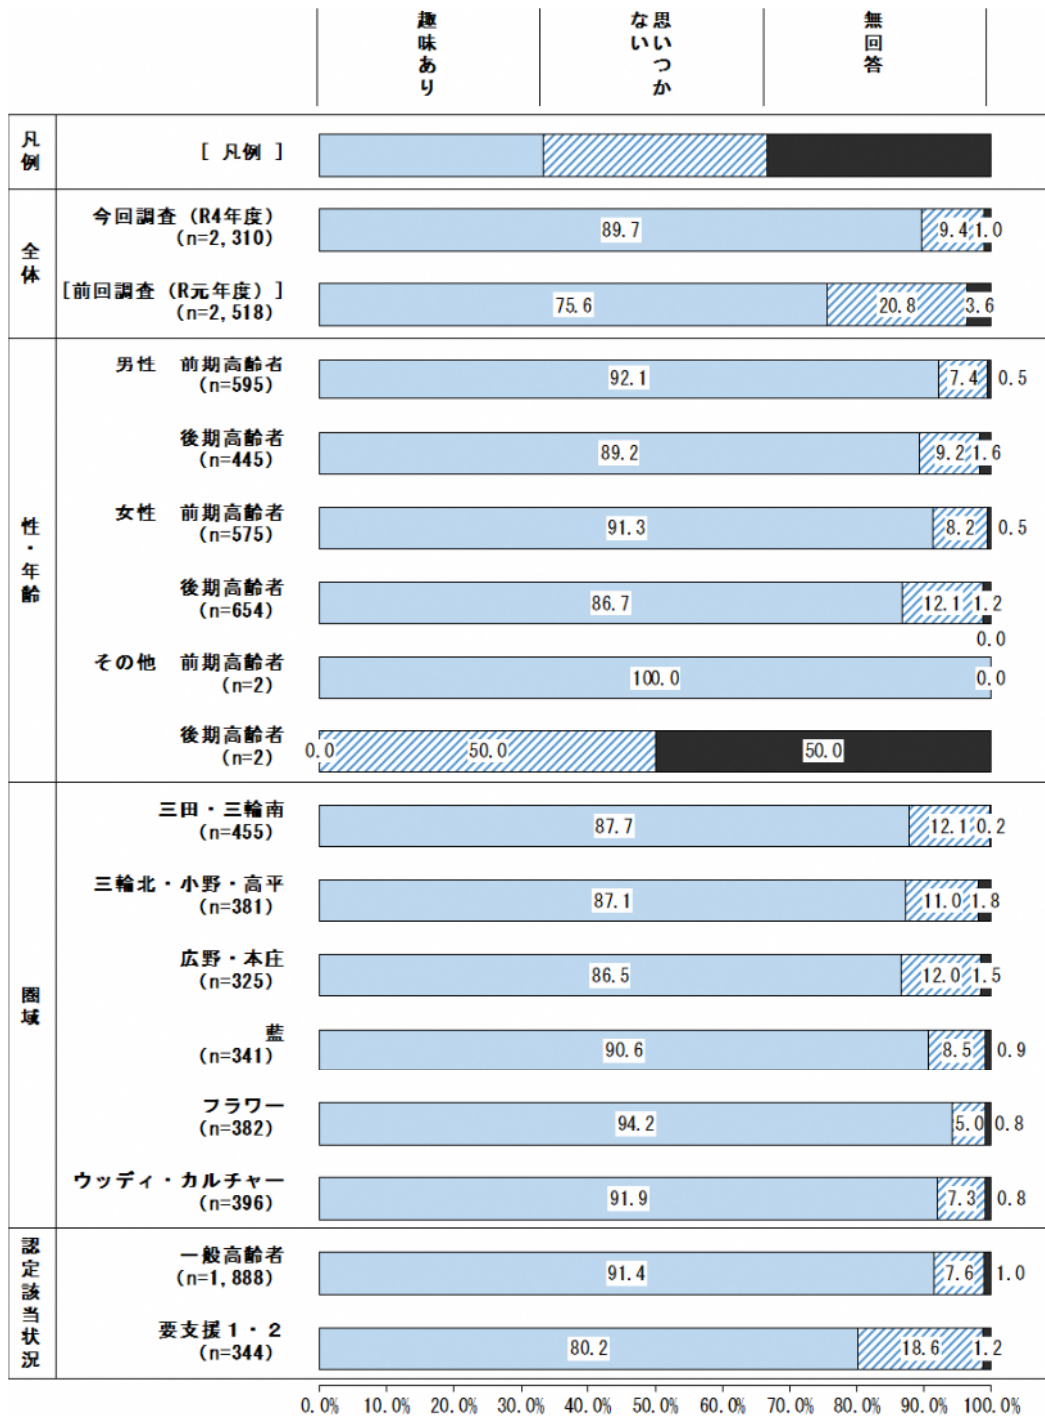 趣味あり
思いつか
ない
無回答
凡例
[ 凡例 ]
全体
今回調査（R4年度）
(n=2,310)
89.7
9.4
1.0
[前回調査（R元年度）]
(n=2,518)
75.6
20.8
3.6
性・年齢
男性　前期高齢者
(n=595)
92.1
7.4
0.5
後期高齢者
(n=445)
89.2
9.2
1.6
女性　前期高齢者
(n=575)
91.3
8.2
0.5
後期高齢者
(n=654)
86.7
12.1
1.2
その他　前期高齢者
(n=2)
100.0
0.0
0.0
後期高齢者
(n=2)
0.0
50.0
50.0
圏域
三田・三輪南
(n=455)
87.7
12.1
0.2
三輪北・小野・高平
(n=381)
87.1
11.0
1.8
広野・本庄
(n=325)
86.5
12.0
1.5
藍
(n=341)
90.6
8.5
0.9
フラワー
(n=382)
94.2
5.0
0.8
ウッディ・カルチャー
(n=396)
91.9
7.3
0.8
認定該当状況
一般高齢者
(n=1,888)
91.4
7.6
1.0
要支援１・２
(n=344)
80.2
18.6
1.2
0.0% 10.0% 20.0% 30.0% 40.0% 50.0% 60.0% 70.0% 80.0% 90.0% 100.0%